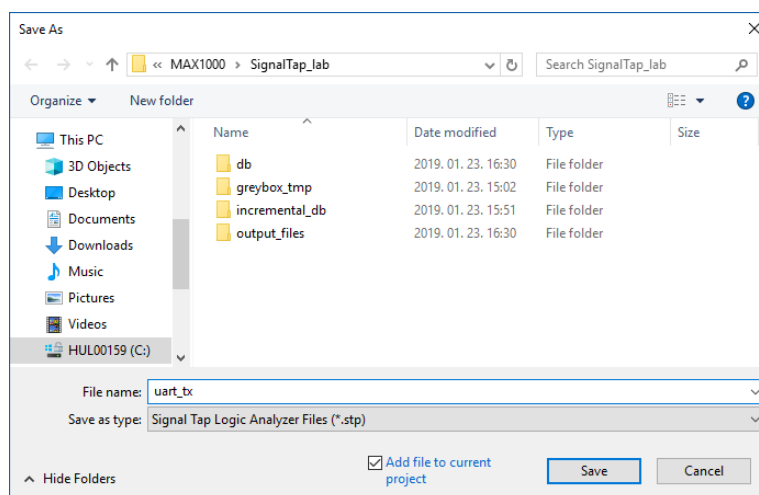 Save As
« MAX1000 › SignalTap_lab
Search SignalTap_lab
Organize
New folder
Name
Date modified
Type
Size
This PC
3D Objects
Desktop
Documents
Downloads
Music
Pictures
Videos
HUL00159 (C:)
db 2019. 01. 23. 16:30 File folder
greybox_tmp 2019. 01. 23. 15:02 File folder
incremental_db 2019. 01. 23. 15:51 File folder
output_files 2019. 01. 23. 16:30 File folder
File name: uart_tx
Save as type: Signal Tap Logic Analyzer Files (*.stp)
Hide Folders
Add file to current
project
Save
Cancel